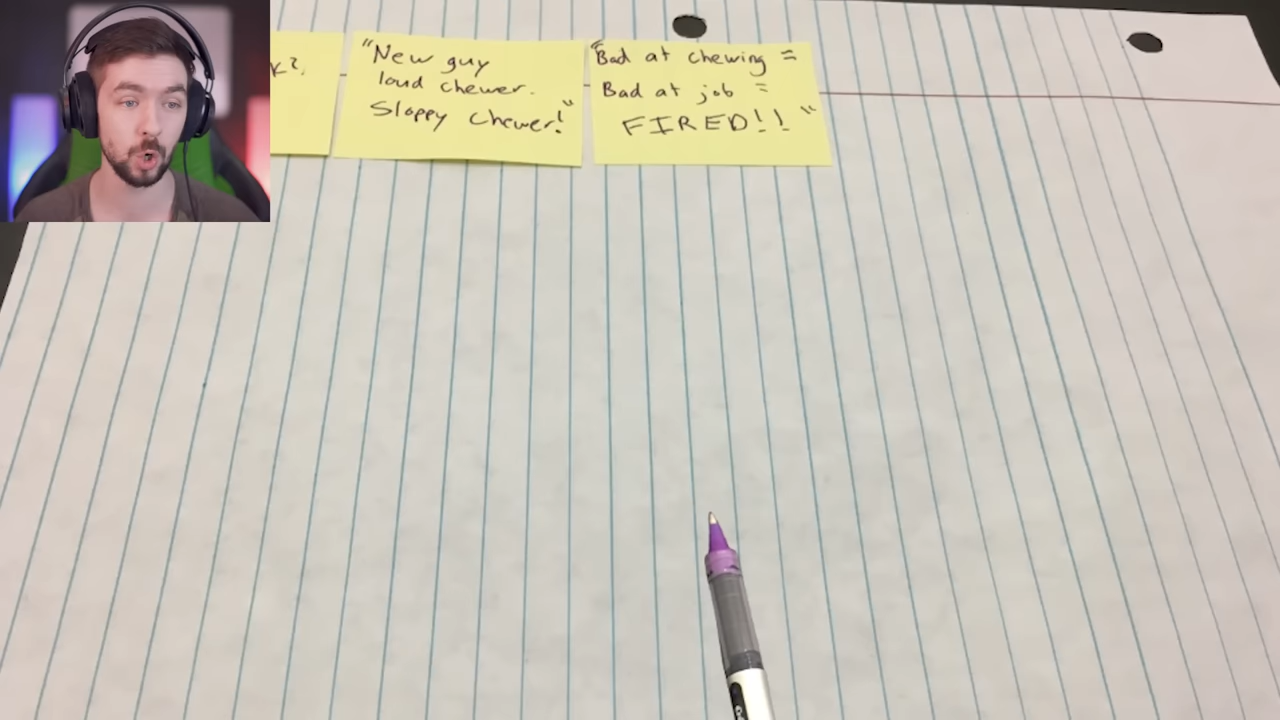 "New guy
loud chewer.
Sloppy chewer!"
"Bad at chewing =
Bad at job =
FIRED!!"